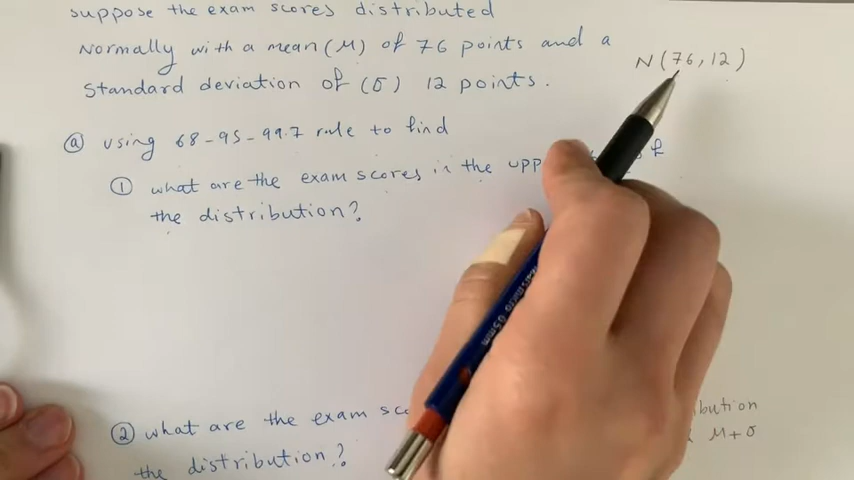 suppose the exam scores distributed
Normally with a mean (μ) of 76 points and a
standard deviation of (σ) 12 points.
N(76,12)
ⓐ using 68-95-99.7 rule to find
① what are the exam scores in the upp
the distribution?
② what are the exam sc
bution
μ+σ
the distribution?